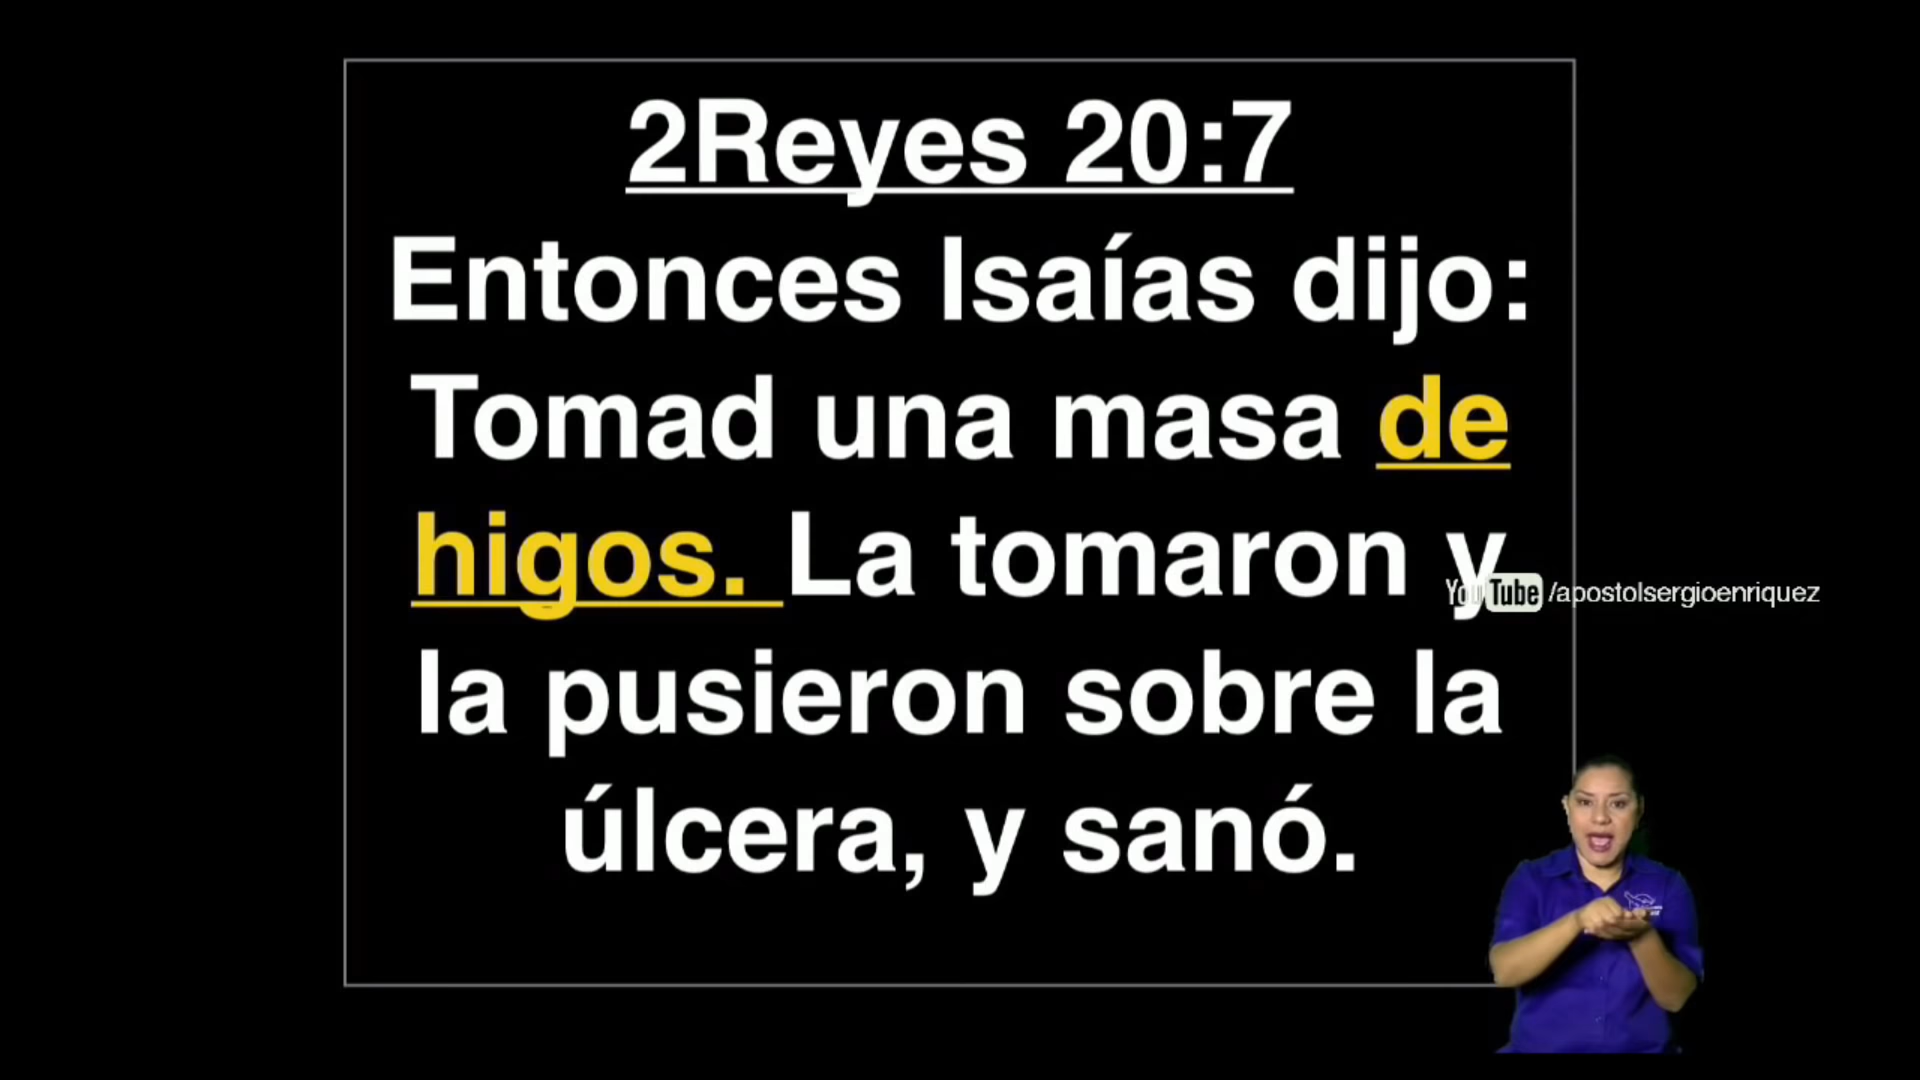 2Reyes 20:7
Entonces Isaías dijo:
Tomad una masa de
higos. La tomaron y
la pusieron sobre la
úlcera, y sanó.
YouTube /apostolsergioenriquez